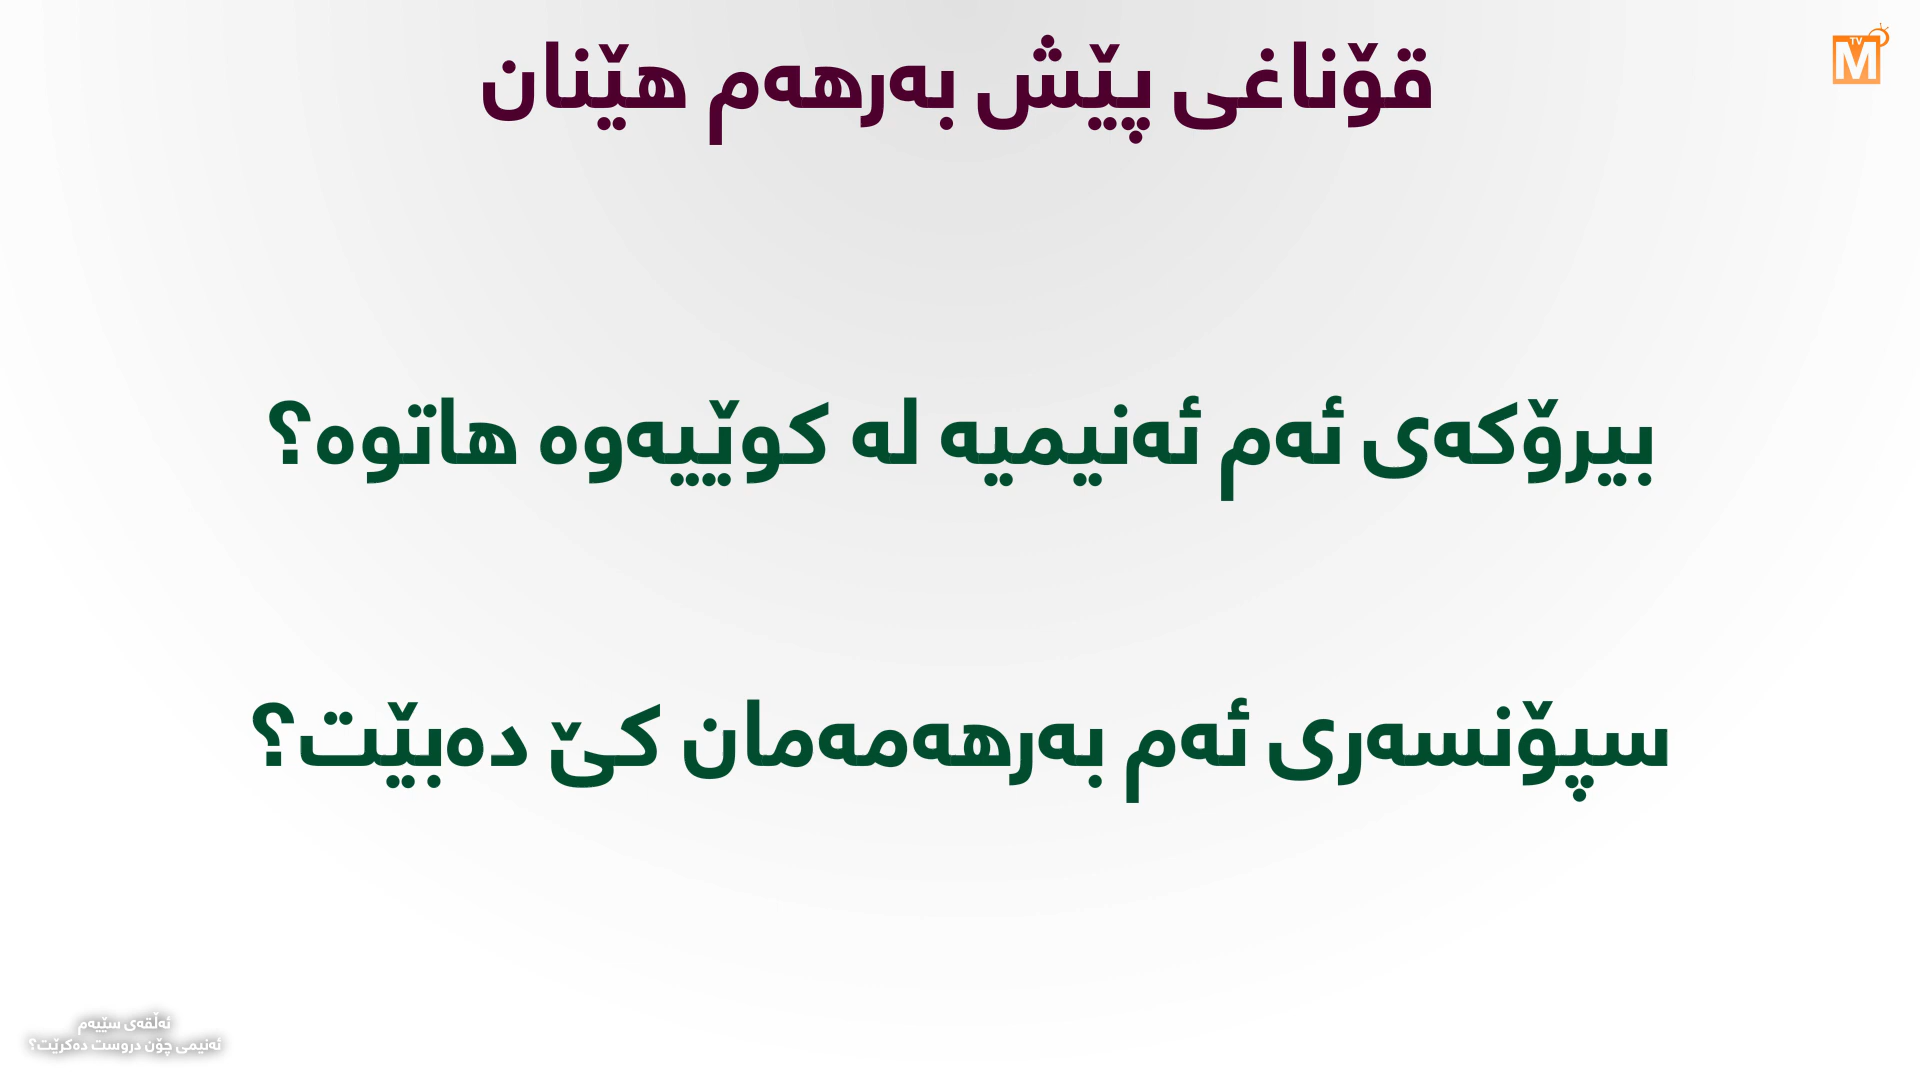 قۆناغی پێش بەرهەم هێنان
TV
M
بیرۆکەی ئەم ئەنیمیە لە کوێیەوە هاتوە؟
سپۆنسەری ئەم بەرهەمەمان کێ دەبێت؟
ئەڵقەی سێیەم
ئەنیمی چۆن دروست دەکرێت؟